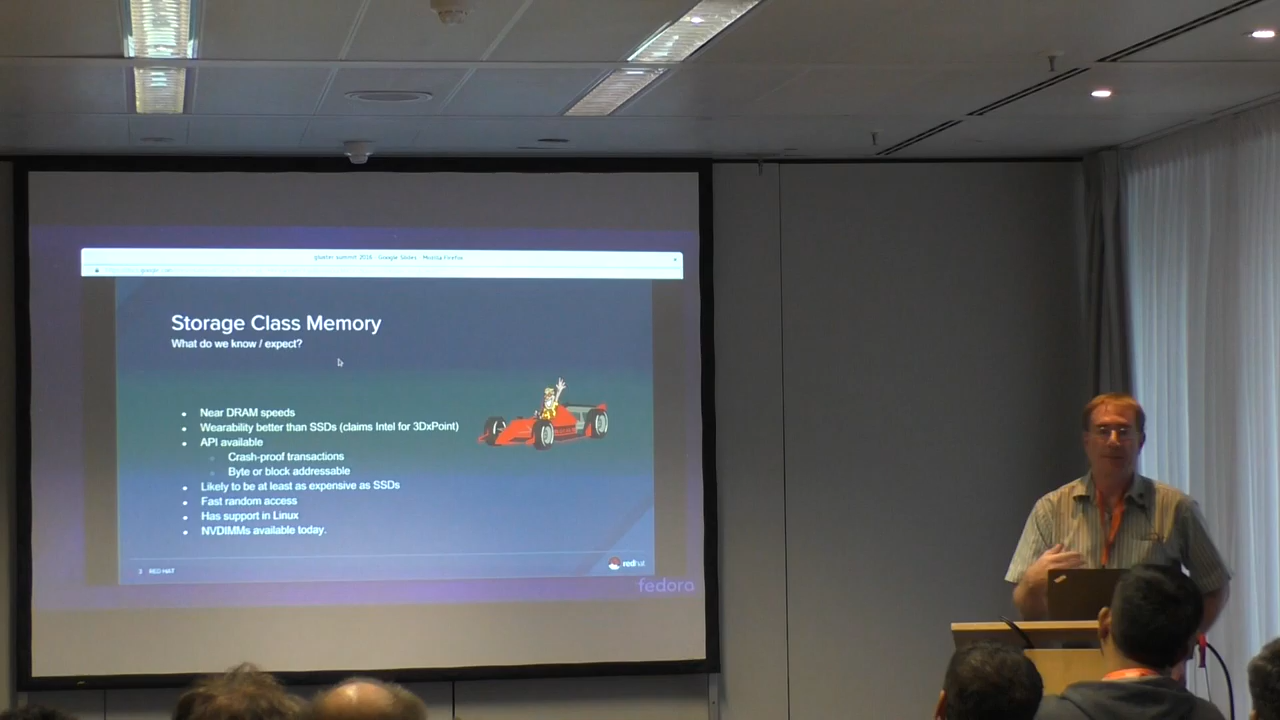 gluster summit 2016 - Google Slides - Mozilla Firefox
Storage Class Memory
What do we know / expect?
Near DRAM speeds
Wearability better than SSDs (claims Intel for 3DxPoint)
API available
Crash-proof transactions
Byte or block addressable
Likely to be at least as expensive as SSDs
Fast random access
Has support in Linux
NVDIMMs available today.
3 RED HAT
redhat
fedora